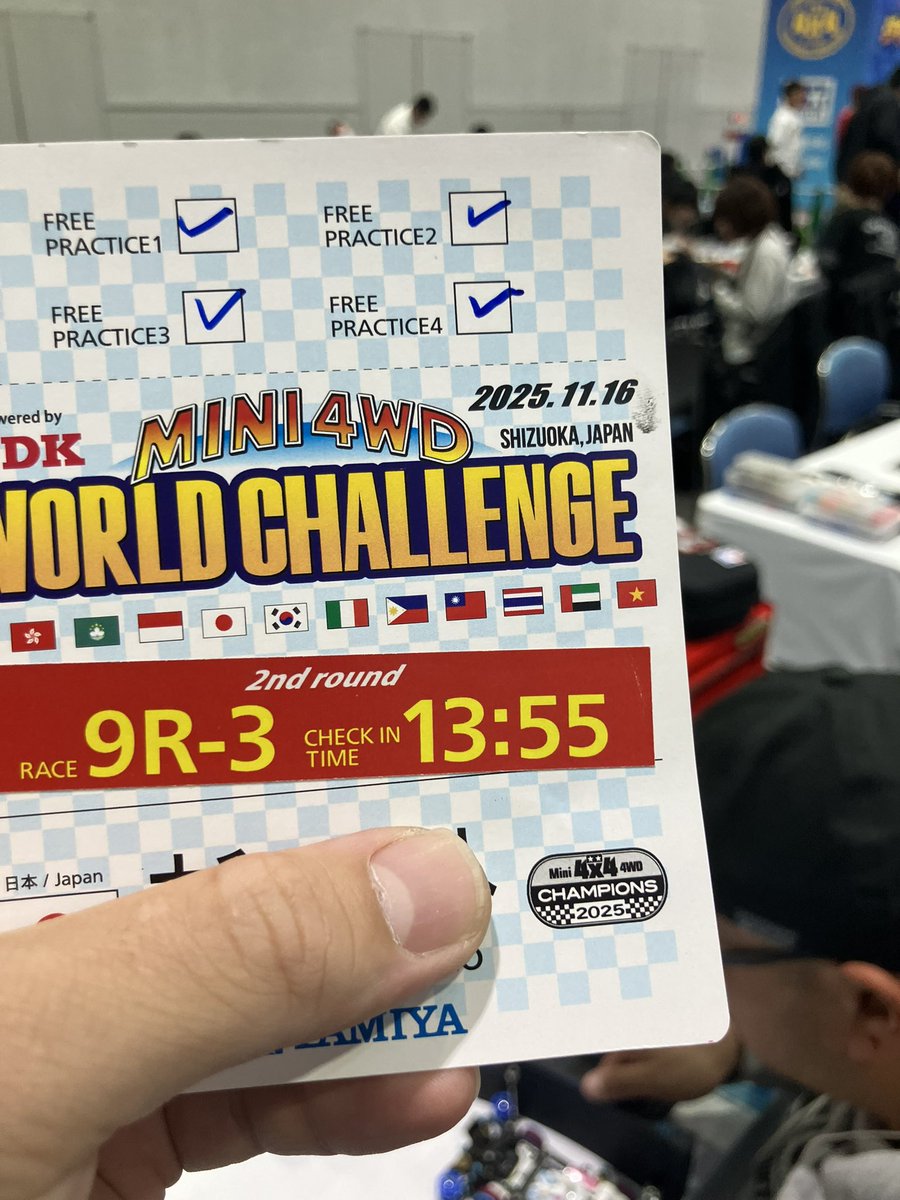 FREE PRACTICE1
FREE PRACTICE2
FREE PRACTICE3
FREE PRACTICE4
wered by
DK
MINI 4WD
2025.11.16
SHIZUOKA, JAPAN
WORLD CHALLENGE
2nd round
RACE 9R-3 CHECK IN TIME 13:55
日本 / Japan
Mini 4x4 4WD
CHAMPIONS
2025
TAMIYA